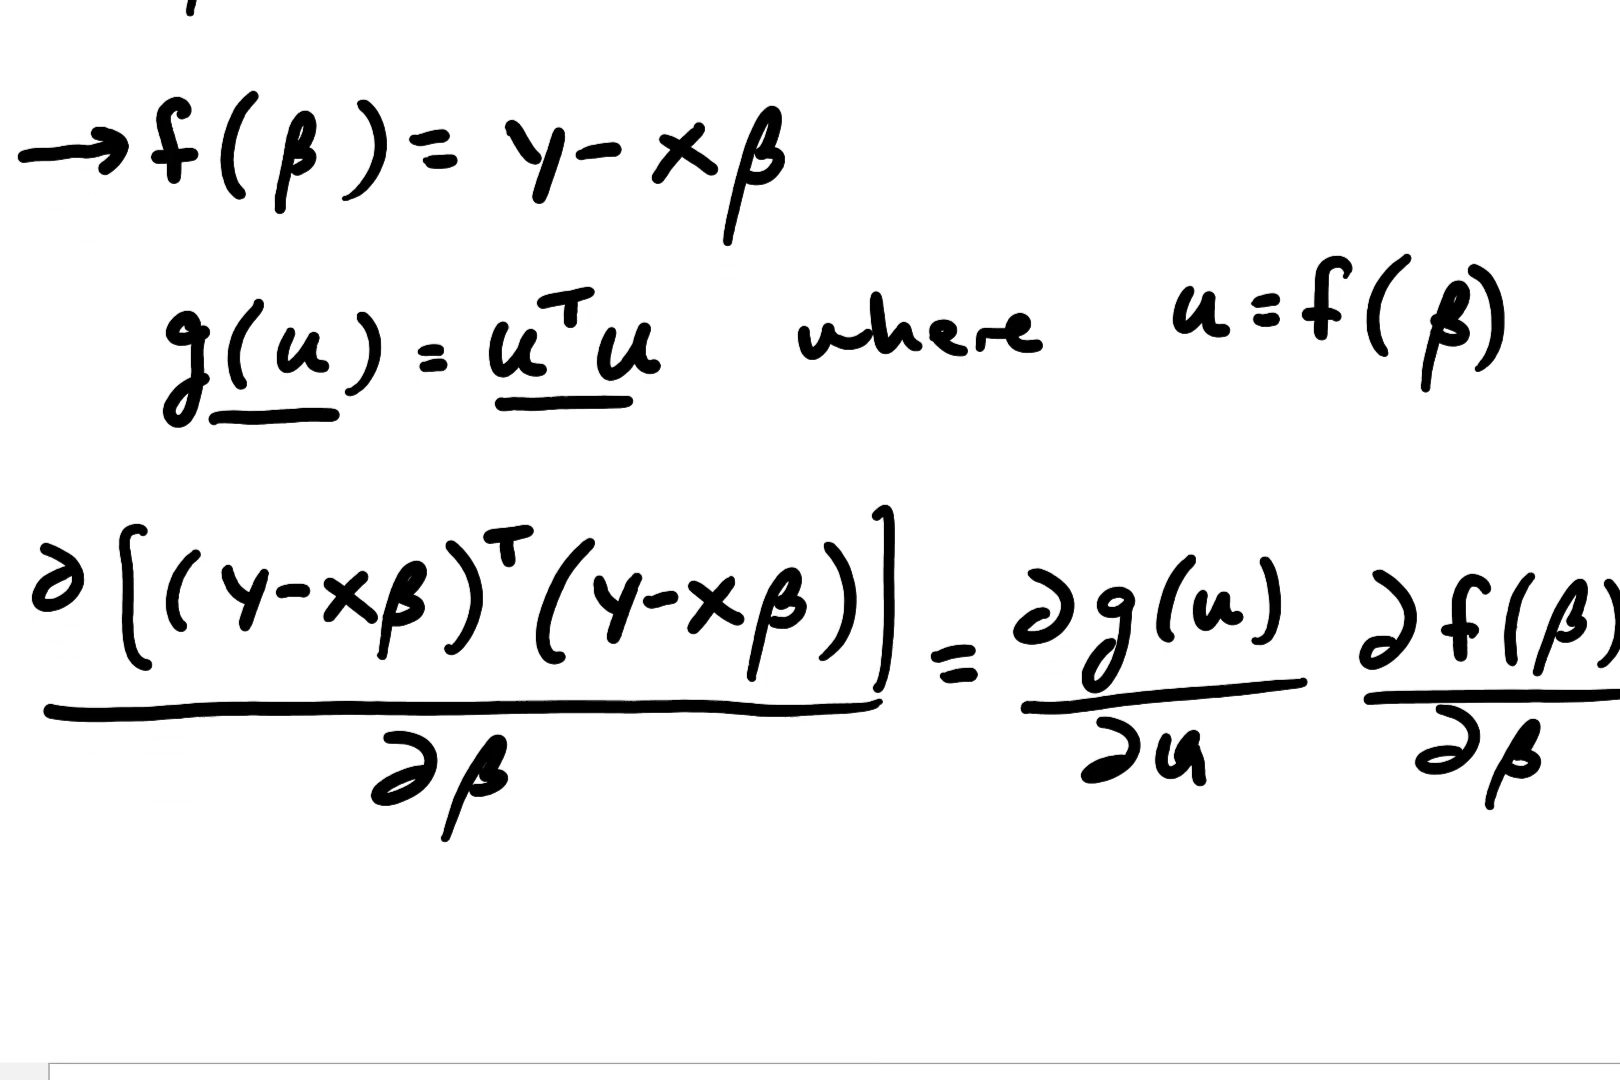 → f(β) = y - xβ
g(u) = uᵀu where u = f(β)
∂[(y-xβ)ᵀ(y-xβ)] / ∂β = ∂g(u) / ∂u ∂f(β) / ∂β